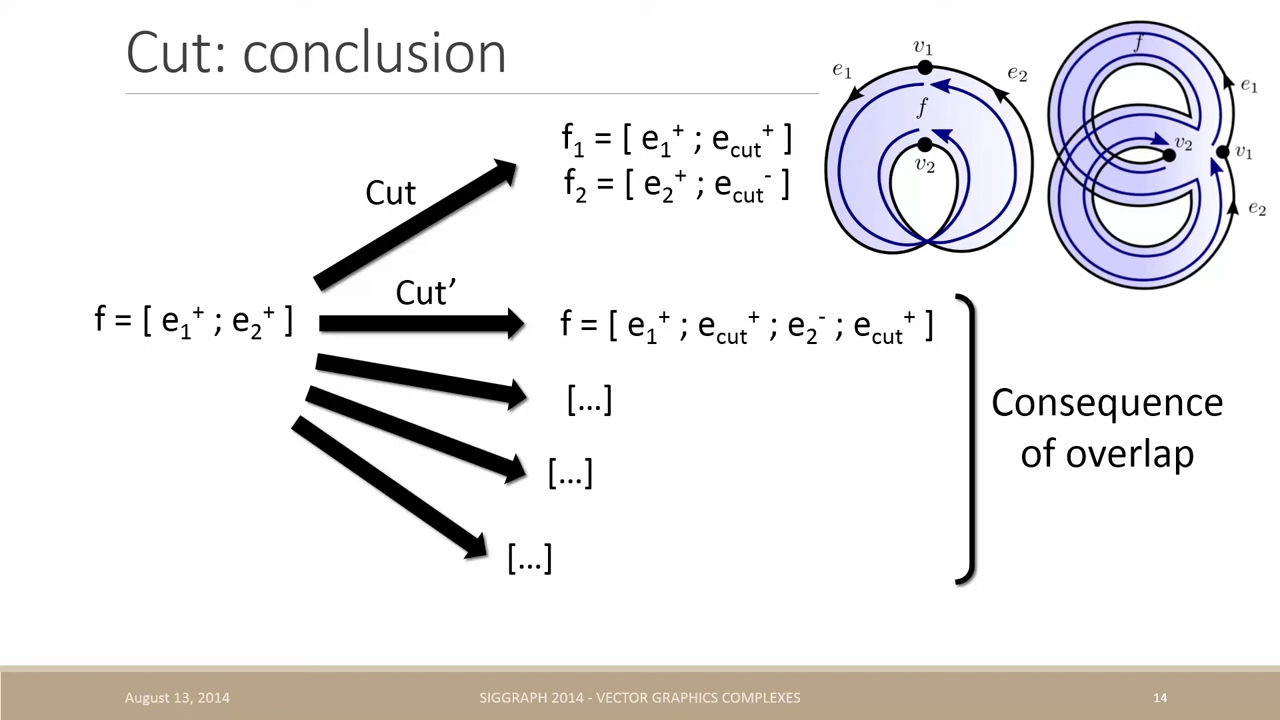 Cut: conclusion
v₁
e₁
e₂
f
v₂
f
e₁
v₂
v₁
e₂
f₁ = [ e₁⁺ ; e_cut⁺ ]
f₂ = [ e₂⁺ ; e_cut⁻ ]
Cut
Cut’
f = [ e₁⁺ ; e₂⁺ ]
f = [ e₁⁺ ; e_cut⁺ ; e₂⁻ ; e_cut⁺ ]
[...]
[...]
[...]
Consequence
of overlap
August 13, 2014
SIGGRAPH 2014 - VECTOR GRAPHICS COMPLEXES
14